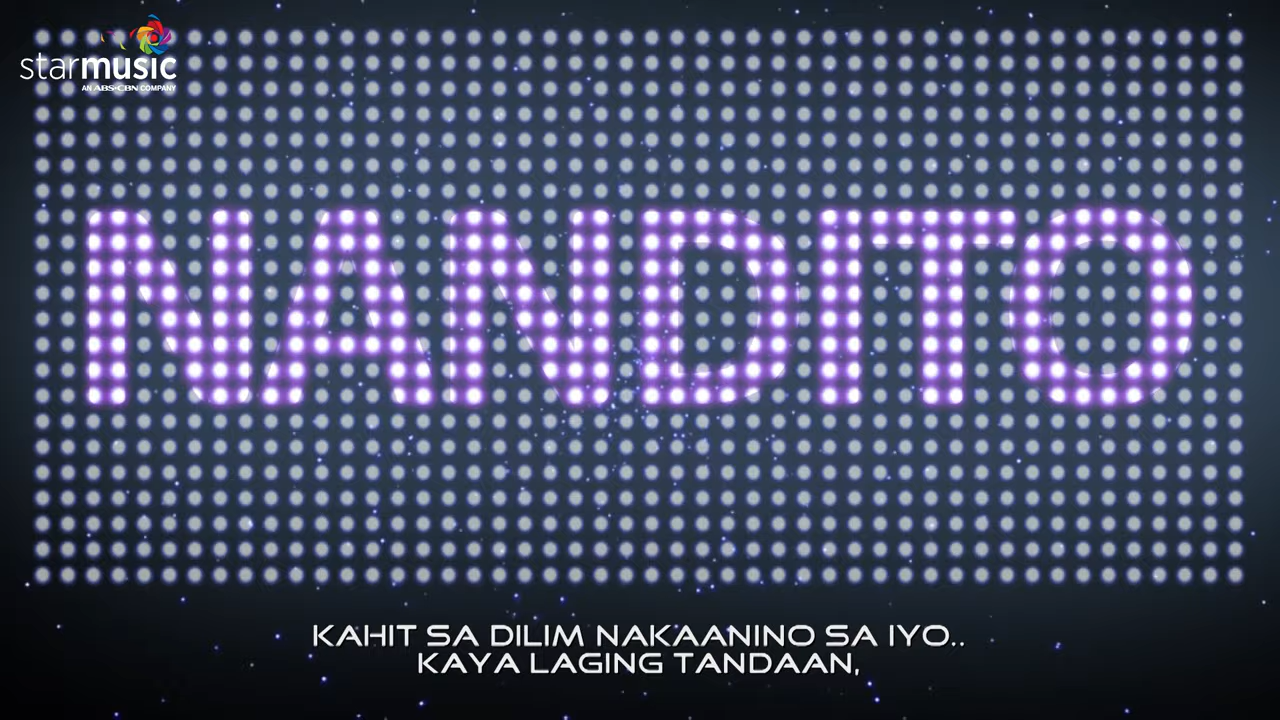 starmusic
AN ABS-CBN COMPANY
NANDITO
KAHIT SA DILIM NAKAANINO SA IYO..
KAYA LAGING TANDAAN,